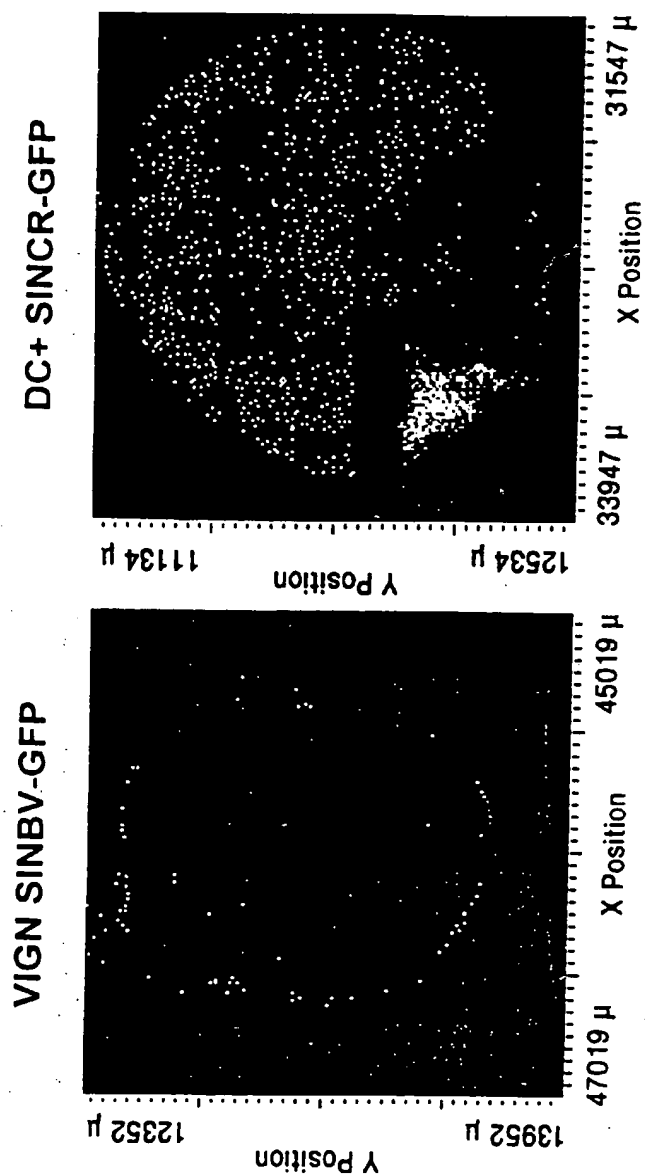 VIGN SINBV-GFP
12352 µ
Y Position
13952 µ
47019 µ X Position 45019 µ
DC+ SINCR-GFP
11134 µ
Y Position
12534 µ
33947 µ X Position 31547 µ